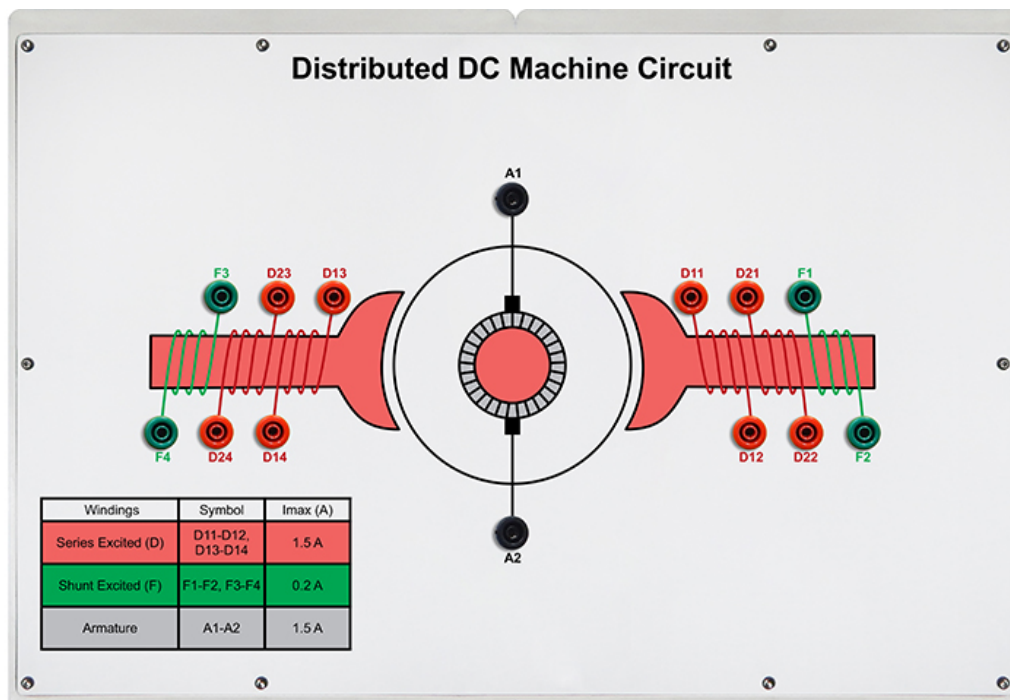 Distributed DC Machine Circuit
A1
F3 D23 D13
D11 D21 F1
F4 D24 D14
D12 D22 F2
A2
Windings Symbol Imax (A)
Series Excited (D) D11-D12, 1.5 A
D13-D14
Shunt Excited (F) F1-F2, F3-F4 0.2 A
Armature A1-A2 1.5 A